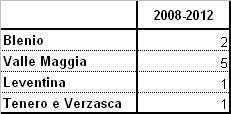 2008-2012
Blenio 2
Valle Maggia 5
Leventina 1
Tenero e Verzasca 1